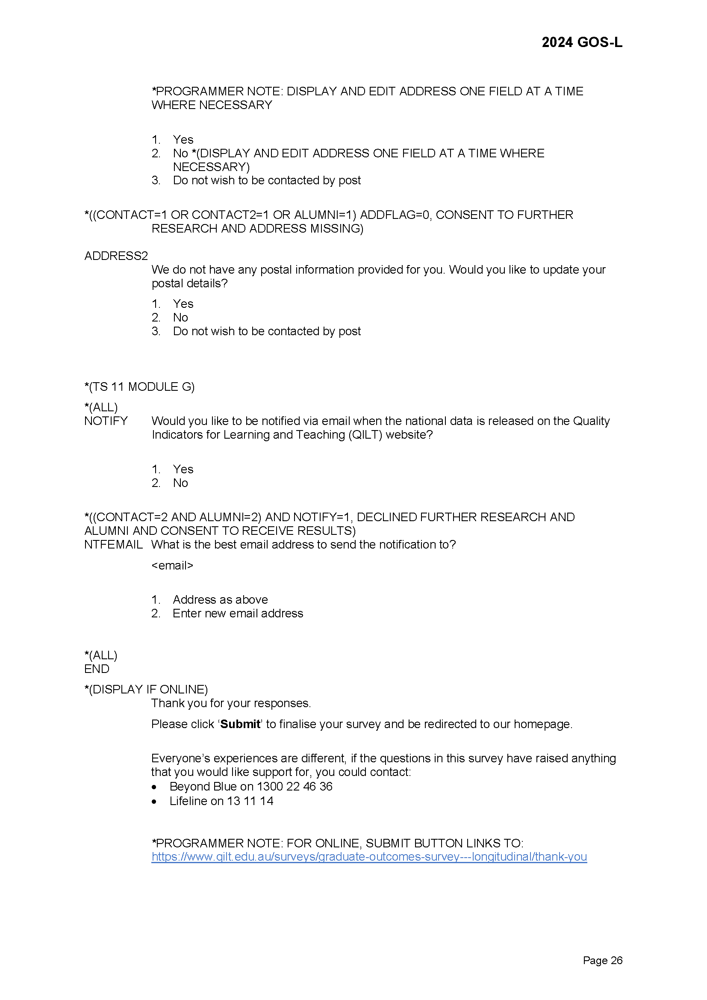 2024 GOS-L
*PROGRAMMER NOTE: DISPLAY AND EDIT ADDRESS ONE FIELD AT A TIME
WHERE NECESSARY
1. Yes
2. No *(DISPLAY AND EDIT ADDRESS ONE FIELD AT A TIME WHERE
NECESSARY)
3. Do not wish to be contacted by post
*((CONTACT=1 OR CONTACT2=1 OR ALUMNI=1) ADDFLAG=0, CONSENT TO FURTHER
RESEARCH AND ADDRESS MISSING)
ADDRESS2
We do not have any postal information provided for you. Would you like to update your
postal details?
1. Yes
2. No
3. Do not wish to be contacted by post
*(TS 11 MODULE G)
*(ALL)
NOTIFY Would you like to be notified via email when the national data is released on the Quality
Indicators for Learning and Teaching (QILT) website?
1. Yes
2. No
*((CONTACT=2 AND ALUMNI=2) AND NOTIFY=1, DECLINED FURTHER RESEARCH AND
ALUMNI AND CONSENT TO RECEIVE RESULTS)
NTFEMAIL What is the best email address to send the notification to?
<email>
1. Address as above
2. Enter new email address
*(ALL)
END
*(DISPLAY IF ONLINE)
Thank you for your responses.
Please click ‘Submit’ to finalise your survey and be redirected to our homepage.
Everyone’s experiences are different, if the questions in this survey have raised anything
that you would like support for, you could contact:
• Beyond Blue on 1300 22 46 36
• Lifeline on 13 11 14
*PROGRAMMER NOTE: FOR ONLINE, SUBMIT BUTTON LINKS TO:
https://www.qilt.edu.au/surveys/graduate-outcomes-survey---longitudinal/thank-you
Page 26